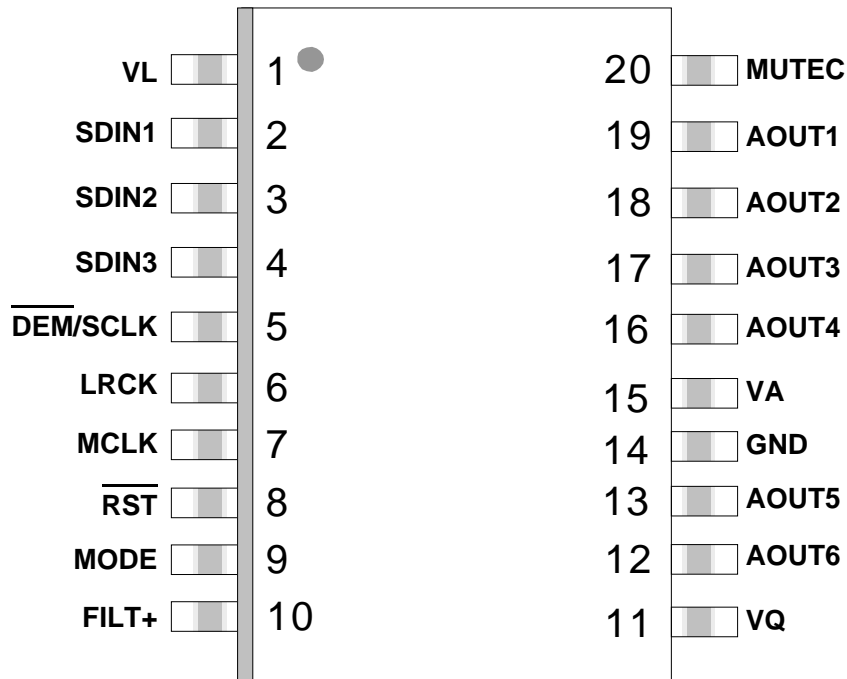 VL 1 20 MUTEC
SDIN1 2 19 AOUT1
SDIN2 3 18 AOUT2
SDIN3 4 17 AOUT3
D̅E̅M̅/SCLK 5 16 AOUT4
LRCK 6 15 VA
MCLK 7 14 GND
R̅S̅T̅ 8 13 AOUT5
MODE 9 12 AOUT6
FILT+ 10 11 VQ